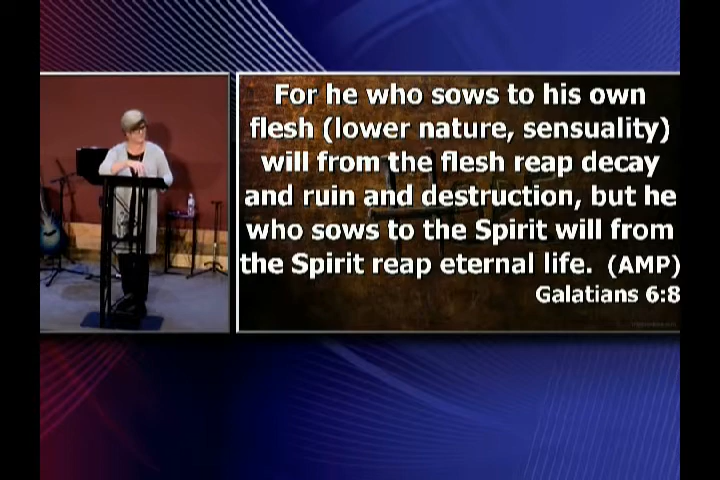 For he who sows to his own
flesh (lower nature, sensuality)
will from the flesh reap decay
and ruin and destruction, but he
who sows to the Spirit will from
the Spirit reap eternal life. (AMP)
Galatians 6:8